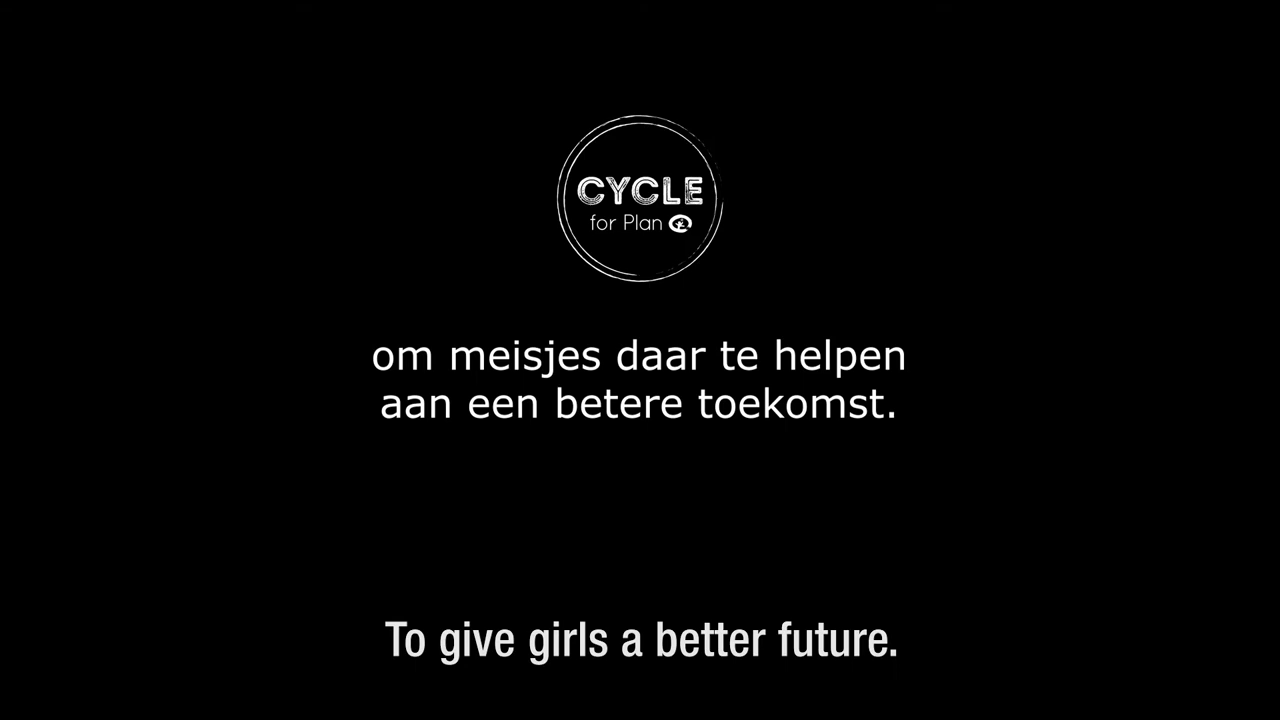 CYCLE
for Plan
om meisjes daar te helpen
aan een betere toekomst.
To give girls a better future.